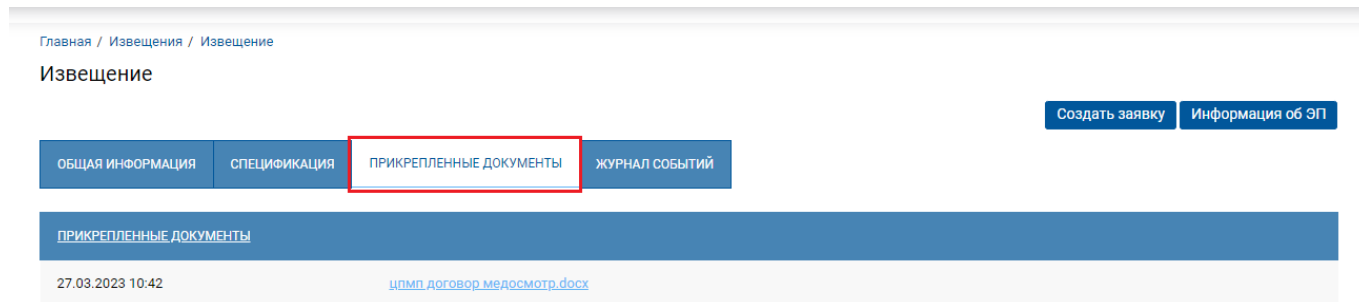 Главная / Извещения / Извещение
Извещение
Создать заявку Информация об ЭП
ОБЩАЯ ИНФОРМАЦИЯ СПЕЦИФИКАЦИЯ ПРИКРЕПЛЕННЫЕ ДОКУМЕНТЫ ЖУРНАЛ СОБЫТИЙ
ПРИКРЕПЛЕННЫЕ ДОКУМЕНТЫ
27.03.2023 10:42 цпмп договор медосмотр.docx